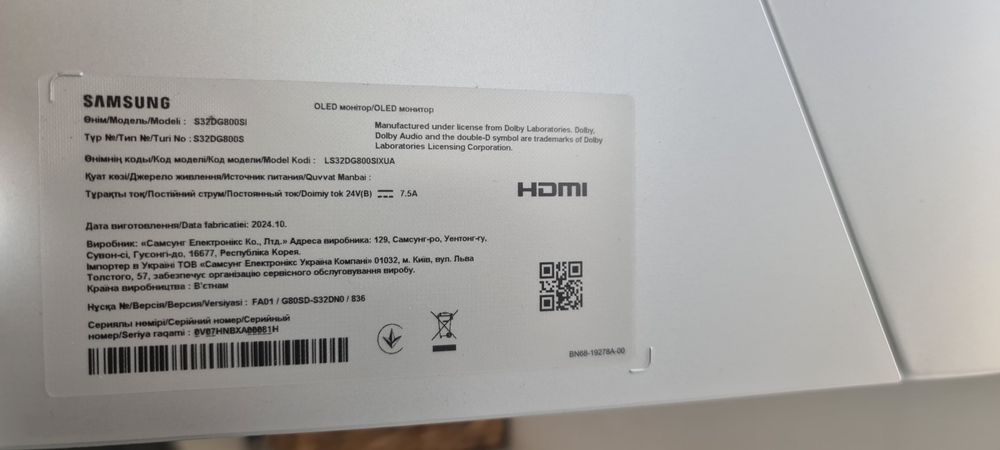 SAMSUNG
OLED монітор/OLED монитор
Өнім/Модель/Modeli : S32DG800SI
Түр №/Тип №/Turi No : S32DG800S
Manufactured under license from Dolby Laboratories. Dolby,
Dolby Audio and the double-D symbol are trademarks of Dolby
Laboratories Licensing Corporation.
Өнімнің коды/Код моделі/Код модели/Model Kodi : LS32DG800SIXUA
Қуат көзі/Джерело живлення/Источник питания/Quvvat Manbai :
Тұрақты ток/Постійний струм/Постоянный ток/Doimiy tok 24V(В) 7.5A
HDMI
Дата виготовлення/Data fabricatiei: 2024.10.
Виробник: «Самсунг Електронікс Ко., Лтд.» Адреса виробника: 129, Самсунг-ро, Йентонг-гу,
Сувон-сі, Гусонгі-до, 16677, Республіка Корея.
Імпортер в Україні ТОВ «Самсунг Електронікс Україна Компані» 01032, м. Київ, вул. Льва
Толстого, 57, забезпечує організацію сервісного обслуговування виробу.
Країна виробництва : В'єтнам
Нұсқа №/Версія/Версия/Versiyasi : FA01 / G80SD-S32DN0 / 836
Сериялы нөмірі/Серійний номер/Серийный
номер/Seriya raqami : 0V07HNBXA00081H
BN68-19278A-00